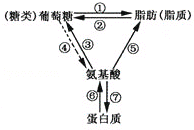 ①
(糖类)葡萄糖 脂肪(脂质)
②
④ ③ ⑤
氨基酸
⑥ ⑦
蛋白质